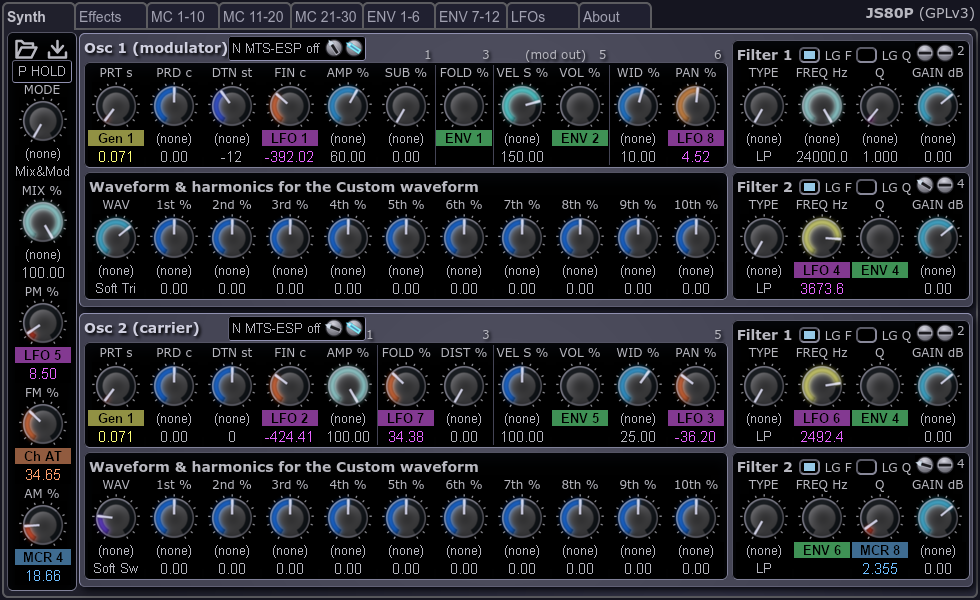 Synth Effects MC 1-10 MC 11-20 MC 21-30 ENV 1-6 ENV 7-12 LFOs About JS80P (GPLv3)
P HOLD
MODE
(none)
Mix&Mod
MIX %
(none)
100.00
PM %
LFO 5
8.50
FM %
Ch AT
34.65
AM %
MCR 4
18.66
Osc 1 (modulator) N MTS-ESP off 1 3 (mod out) 5 6
PRT s PRD c DTN st FIN c AMP % SUB % FOLD % VEL S % VOL % WID % PAN %
Gen 1 (none) (none) LFO 1 (none) (none) ENV 1 (none) ENV 2 (none) LFO 8
0.071 0.00 -12 -392.02 60.00 0.00 150.00 10.00 4.52
Filter 1 LG F LG Q 2
TYPE FREQ Hz Q GAIN dB
(none) (none) (none) (none)
LP 24000.0 1.000 0.00
Waveform & harmonics for the Custom waveform
WAV 1st % 2nd % 3rd % 4th % 5th % 6th % 7th % 8th % 9th % 10th %
(none) (none) (none) (none) (none) (none) (none) (none) (none) (none) (none)
Soft Tri 0.00 0.00 0.00 0.00 0.00 0.00 0.00 0.00 0.00 0.00
Filter 2 LG F LG Q 4
TYPE FREQ Hz Q GAIN dB
(none) LFO 4 ENV 4 (none)
LP 3673.6 0.00
Osc 2 (carrier) N MTS-ESP off 1 3 5
PRT s PRD c DTN st FIN c AMP % FOLD % DIST % VEL S % VOL % WID % PAN %
Gen 1 (none) (none) LFO 2 (none) LFO 7 (none) (none) ENV 5 (none) LFO 3
0.071 0.00 0 -424.41 100.00 34.38 0.00 100.00 25.00 -36.20
Filter 1 LG F LG Q 2
TYPE FREQ Hz Q GAIN dB
(none) LFO 6 ENV 4 (none)
LP 2492.4 0.00
Waveform & harmonics for the Custom waveform
WAV 1st % 2nd % 3rd % 4th % 5th % 6th % 7th % 8th % 9th % 10th %
(none) (none) (none) (none) (none) (none) (none) (none) (none) (none) (none)
Soft Sw 0.00 0.00 0.00 0.00 0.00 0.00 0.00 0.00 0.00 0.00
Filter 2 LG F LG Q 4
TYPE FREQ Hz Q GAIN dB
(none) ENV 6 MCR 8 (none)
LP 2.355 0.00